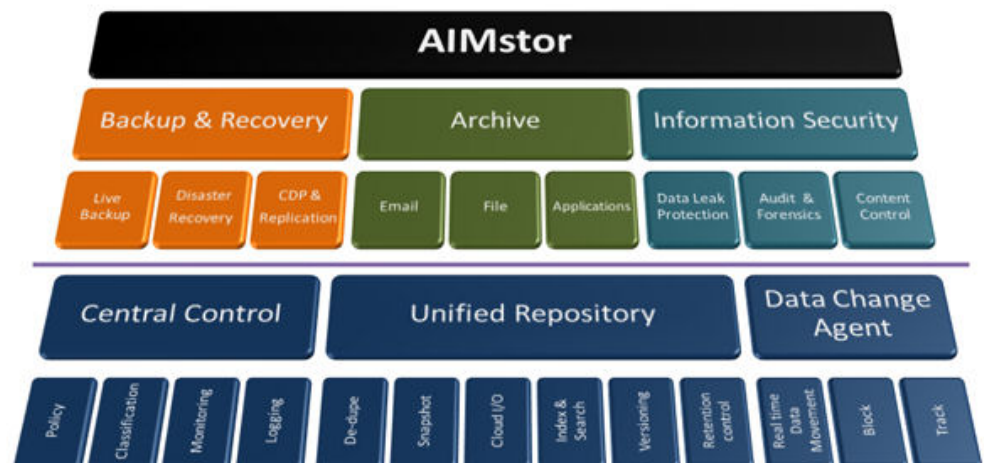 AIMstor
Backup & Recovery
Archive
Information Security
Live
Backup
Disaster
Recovery
CDP &
Replication
Email
File
Applications
Data Leak
Protection
Audit &
Forensics
Content
Control
Central Control
Unified Repository
Data Change
Agent
Policy
Classification
Monitoring
Logging
De-dupe
Snapshot
Cloud I/O
Index &
Search
Versioning
Retention
control
Real time
Data
Movement
Block
Track